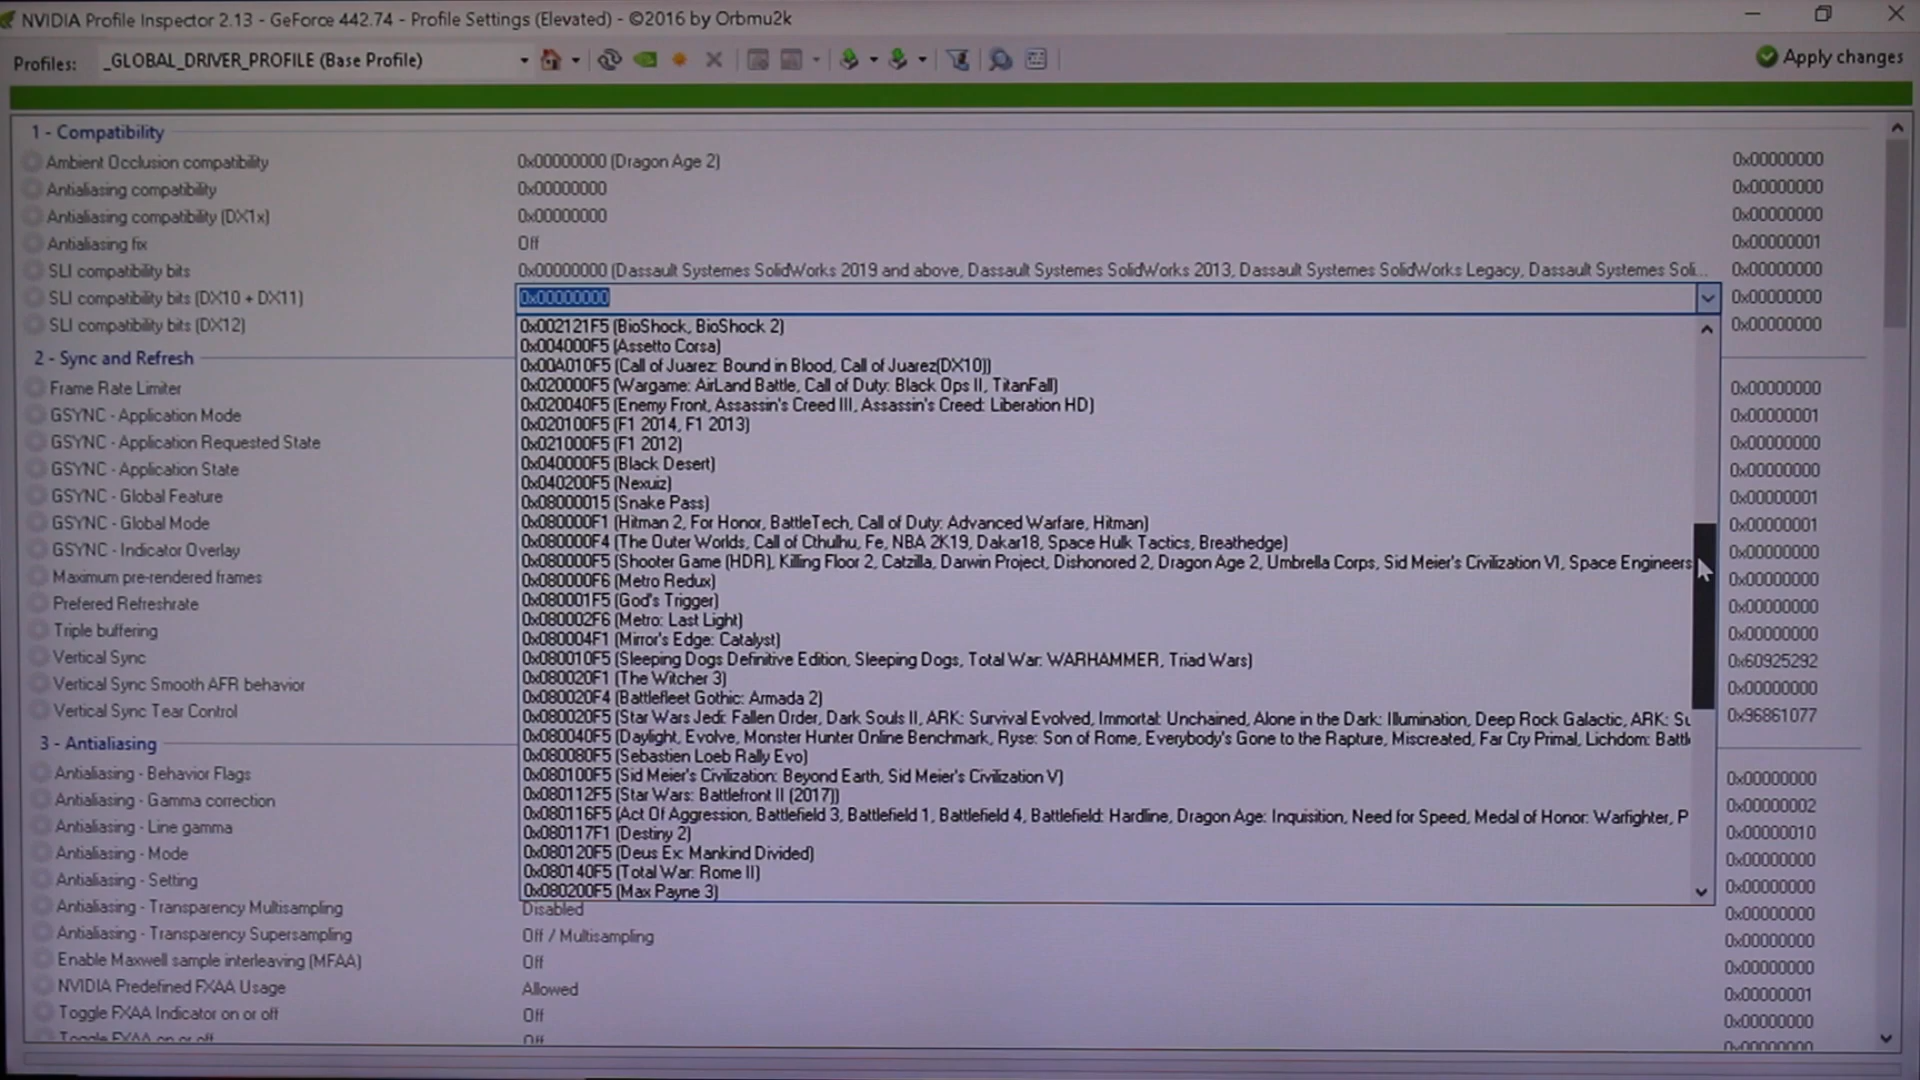 NVIDIA Profile Inspector 2.13 - GeForce 442.74 - Profile Settings (Elevated) - ©2016 by Orbmu2k
Profiles: _GLOBAL_DRIVER_PROFILE (Base Profile) Apply changes
1 - Compatibility
Ambient Occlusion compatibility 0x00000000 (Dragon Age 2) 0x00000000
Antialiasing compatibility 0x00000000 0x00000000
Antialiasing compatibility (DX1x) 0x00000000 0x00000000
Antialiasing fix Off 0x00000001
SLI compatibility bits 0x00000000 (Dassault Systemes SolidWorks 2019 and above, Dassault Systemes SolidWorks 2013, Dassault Systemes SolidWorks Legacy, Dassault Systemes Soli... 0x00000000
SLI compatibility bits (DX10 + DX11) 0x00000000 0x00000000
SLI compatibility bits (DX12) 0x00000000
0x002121F5 (BioShock, BioShock 2)
0x004000F5 (Assetto Corsa)
0x00A010F5 (Call of Juarez: Bound in Blood, Call of Juarez(DX10))
0x020000F5 (Wargame: AirLand Battle, Call of Duty: Black Ops II, TitanFall)
0x020040F5 (Enemy Front, Assassin's Creed III, Assassin's Creed: Liberation HD)
0x020100F5 (F1 2014, F1 2013)
0x021000F5 (F1 2012)
0x040000F5 (Black Desert)
0x040200F5 (Nexuiz)
0x08000015 (Snake Pass)
0x080000F1 (Hitman 2, For Honor, BattleTech, Call of Duty: Advanced Warfare, Hitman)
0x080000F4 (The Outer Worlds, Call of Cthulhu, Fe, NBA 2K19, Dakar18, Space Hulk Tactics, Breathedge)
0x080000F5 (Shooter Game (HDR), Killing Floor 2, Catzilla, Darwin Project, Dishonored 2, Dragon Age 2, Umbrella Corps, Sid Meier's Civilization VI, Space Engineers
0x080000F6 (Metro Redux)
0x080001F5 (God's Trigger)
0x080002F6 (Metro: Last Light)
0x080004F1 (Mirror's Edge: Catalyst)
0x080010F5 (Sleeping Dogs Definitive Edition, Sleeping Dogs, Total War: WARHAMMER, Triad Wars)
0x080020F1 (The Witcher 3)
0x080020F4 (Battlefleet Gothic: Armada 2)
0x080020F5 (Star Wars Jedi: Fallen Order, Dark Souls II, ARK: Survival Evolved, Immortal: Unchained, Alone in the Dark: Illumination, Deep Rock Galactic, ARK: Su
0x080040F5 (Daylight, Evolve, Monster Hunter Online Benchmark, Ryse: Son of Rome, Everybody's Gone to the Rapture, Miscreated, Far Cry Primal, Lichdom: Battl
0x080080F5 (Sebastien Loeb Rally Evo)
0x080100F5 (Sid Meier's Civilization: Beyond Earth, Sid Meier's Civilization V)
0x080112F5 (Star Wars: Battlefront II (2017))
0x080116F5 (Act Of Aggression, Battlefield 3, Battlefield 1, Battlefield 4, Battlefield: Hardline, Dragon Age: Inquisition, Need for Speed, Medal of Honor: Warfighter, P
0x080117F1 (Destiny 2)
0x080120F5 (Deus Ex: Mankind Divided)
0x080140F5 (Total War: Rome II)
0x080200F5 (Max Payne 3)
2 - Sync and Refresh
Frame Rate Limiter 0x00000000
GSYNC - Application Mode 0x00000001
GSYNC - Application Requested State 0x00000000
GSYNC - Application State 0x00000000
GSYNC - Global Feature 0x00000001
GSYNC - Global Mode 0x00000001
GSYNC - Indicator Overlay 0x00000000
Maximum pre-rendered frames 0x00000000
Prefered Refreshrate 0x00000000
Triple buffering 0x00000000
Vertical Sync 0x60925292
Vertical Sync Smooth AFR behavior 0x00000000
Vertical Sync Tear Control 0x96861077
3 - Antialiasing
Antialiasing - Behavior Flags 0x00000000
Antialiasing - Gamma correction 0x00000002
Antialiasing - Line gamma 0x00000010
Antialiasing - Mode 0x00000000
Antialiasing - Setting 0x00000000
Antialiasing - Transparency Multisampling Disabled 0x00000000
Antialiasing - Transparency Supersampling Off / Multisampling 0x00000000
Enable Maxwell sample interleaving (MFAA) Off 0x00000000
NVIDIA Predefined FXAA Usage Allowed 0x00000001
Toggle FXAA Indicator on or off Off 0x00000000
Toggle FXAA on or off Off 0x00000000